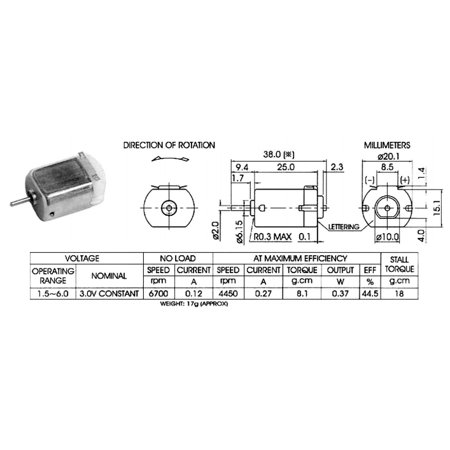 DIRECTION OF ROTATION
MILLIMETERS
38.0 (※)
9.4 25.0 2.3
1.7
ø20.1
8.5
1.4
(-) (+)
15.1
4.0
ø2.0
ø6.15
R0.3 MAX 0.1
LETTERING
ø10.0
VOLTAGE NO LOAD AT MAXIMUM EFFICIENCY STALL TORQUE
OPERATING RANGE NOMINAL SPEED CURRENT SPEED CURRENT TORQUE OUTPUT EFF
rpm A rpm A g.cm W % g.cm
1.5~6.0 3.0V CONSTANT 6700 0.12 4450 0.27 8.1 0.37 44.5 18
WEIGHT: 17g (APPROX)